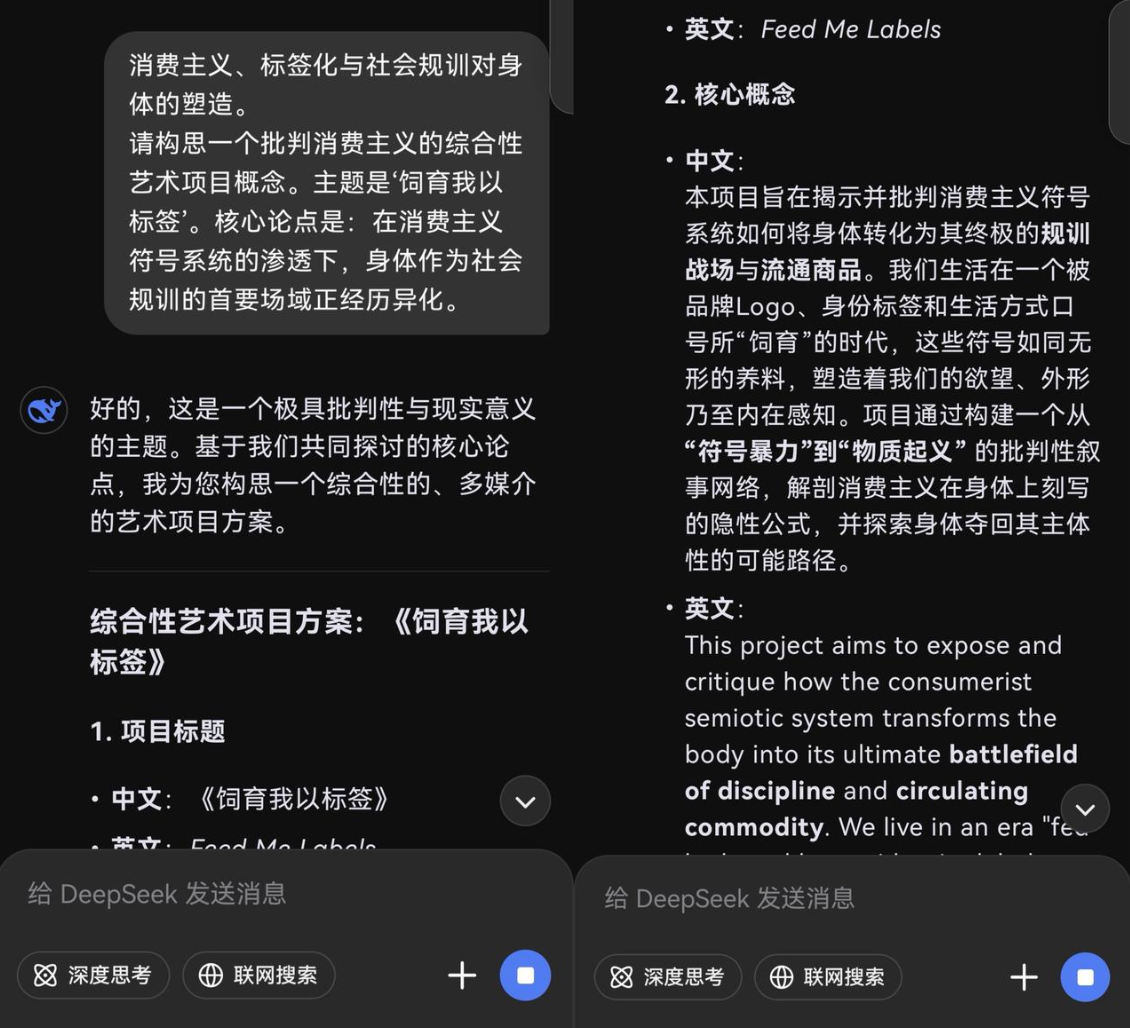 消费主义、标签化与社会规训对身
体的塑造。
请构思一个批判消费主义的综合性
艺术项目概念。主题是‘饲育我以
标签’。核心论点是：在消费主义
符号系统的渗透下，身体作为社会
规训的首要场域正经历异化。
好的，这是一个极具批判性与现实意义
的主题。基于我们共同探讨的核心论
点，我为您构思一个综合性的、多媒介
的艺术项目方案。
综合性艺术项目方案：《饲育我以
标签》
1. 项目标题
• 中文：《饲育我以标签》
• 英文：Feed Me Labels
给 DeepSeek 发送消息
深度思考 联网搜索
• 英文：Feed Me Labels
2. 核心概念
• 中文：
本项目旨在揭示并批判消费主义符号
系统如何将身体转化为其终极的规训
战场与流通商品。我们生活在一个被
品牌Logo、身份标签和生活方式口
号所“饲育”的时代，这些符号如同无
形的养料，塑造着我们的欲望、外形
乃至内在感知。项目通过构建一个从
“符号暴力”到“物质起义” 的批判性叙
事网络，解剖消费主义在身体上刻写
的隐性公式，并探索身体夺回其主体
性的可能路径。
• 英文：
This project aims to expose and
critique how the consumerist
semiotic system transforms the
body into its ultimate battlefield
of discipline and circulating
commodity. We live in an era "fed
给 DeepSeek 发送消息
深度思考 联网搜索